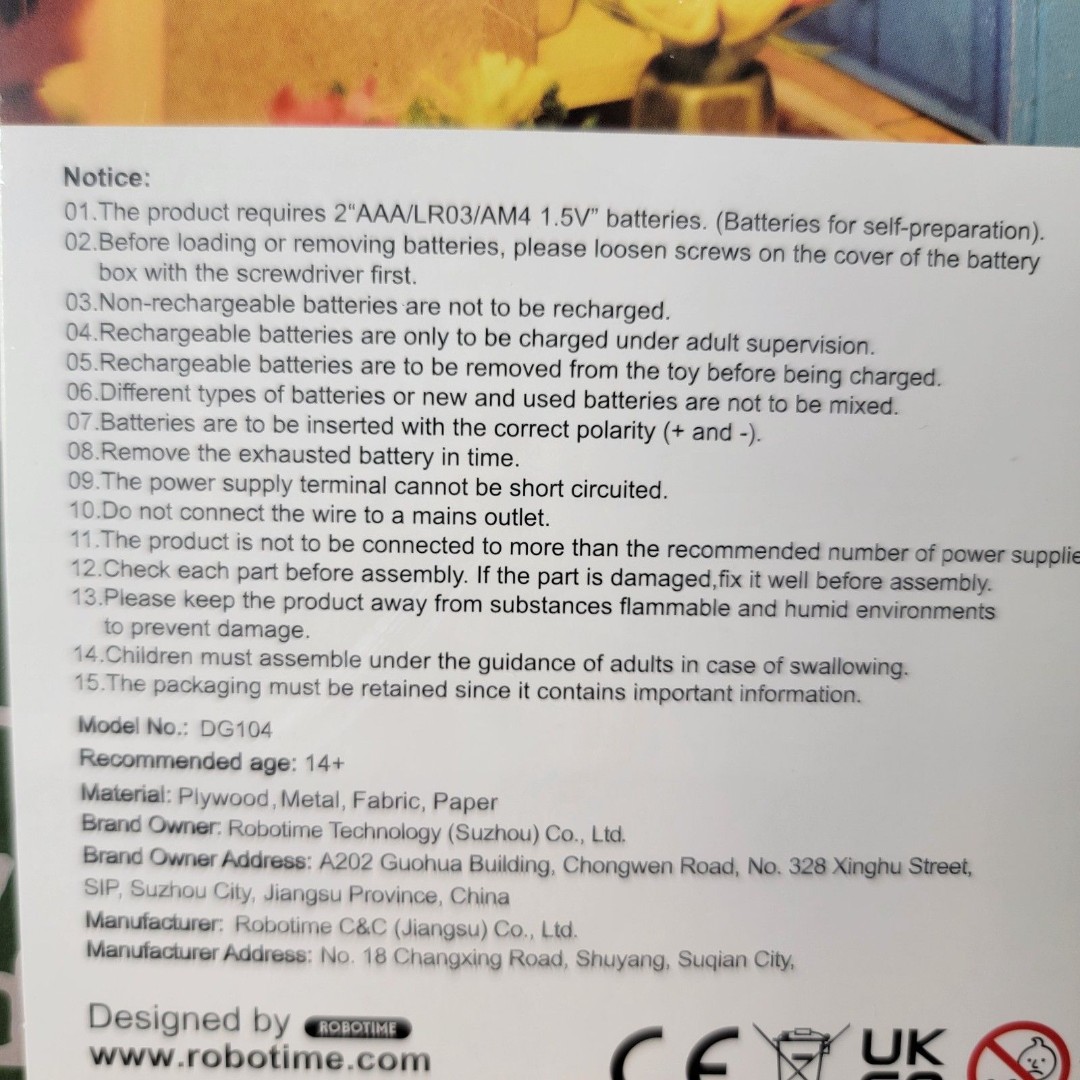 Notice:
01.The product requires 2"AAA/LR03/AM4 1.5V" batteries. (Batteries for self-preparation).
02.Before loading or removing batteries, please loosen screws on the cover of the battery
box with the screwdriver first.
03.Non-rechargeable batteries are not to be recharged.
04.Rechargeable batteries are only to be charged under adult supervision.
05.Rechargeable batteries are to be removed from the toy before being charged.
06.Different types of batteries or new and used batteries are not to be mixed.
07.Batteries are to be inserted with the correct polarity (+ and -).
08.Remove the exhausted battery in time.
09.The power supply terminal cannot be short circuited.
10.Do not connect the wire to a mains outlet.
11.The product is not to be connected to more than the recommended number of power supplie
12.Check each part before assembly. If the part is damaged,fix it well before assembly.
13.Please keep the product away from substances flammable and humid environments
to prevent damage.
14.Children must assemble under the guidance of adults in case of swallowing.
15.The packaging must be retained since it contains important information.
Model No.: DG104
Recommended age: 14+
Material: Plywood, Metal, Fabric, Paper
Brand Owner: Robotime Technology (Suzhou) Co., Ltd.
Brand Owner Address: A202 Guohua Building, Chongwen Road, No. 328 Xinghu Street,
SIP, Suzhou City, Jiangsu Province, China
Manufacturer: Robotime C&C (Jiangsu) Co., Ltd.
Manufacturer Address: No. 18 Changxing Road, Shuyang, Suqian City,
Designed by ROBOTIME
www.robotime.com
CE UK